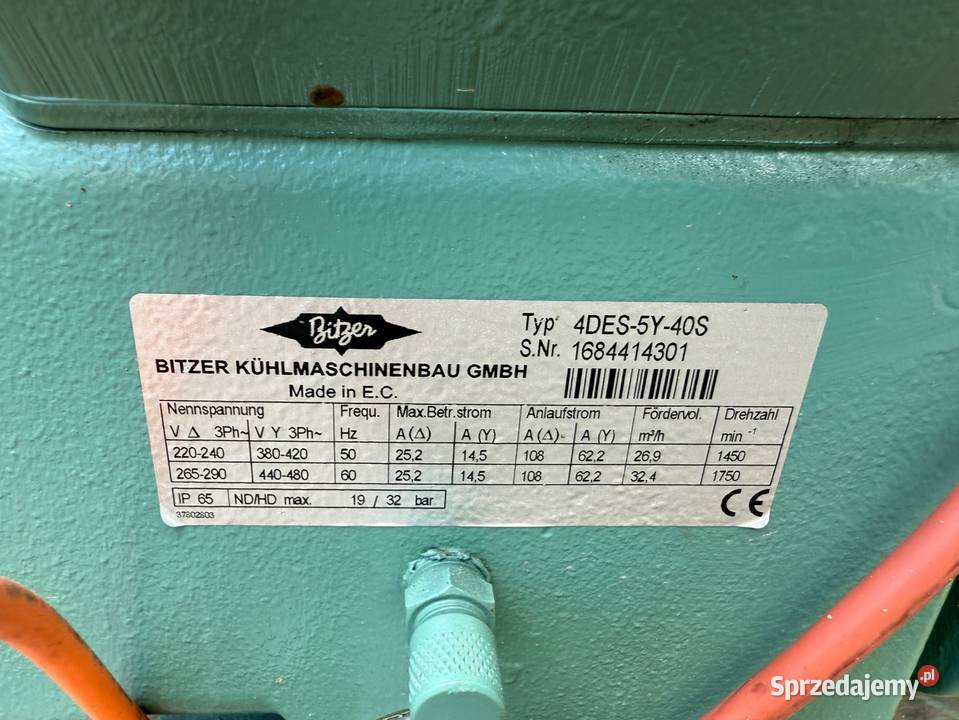 Bitzer
BITZER KÜHLMASCHINENBAU GMBH
Made in E.C.
Typ 4DES-5Y-40S
S.Nr. 1684414301
Nennspannung Frequ. Max.Betr.strom Anlaufstrom Fördervol. Drehzahl
V Δ 3Ph~ V Y 3Ph~ Hz A (Δ) A (Y) A (Δ) A (Y) m³/h min⁻¹
220-240 380-420 50 25,2 14,5 108 62,2 26,9 1450
265-290 440-480 60 25,2 14,5 108 62,2 32,4 1750
IP 65 ND/HD max. 19 / 32 bar
37802803
CE
Sprzedajemy.pl